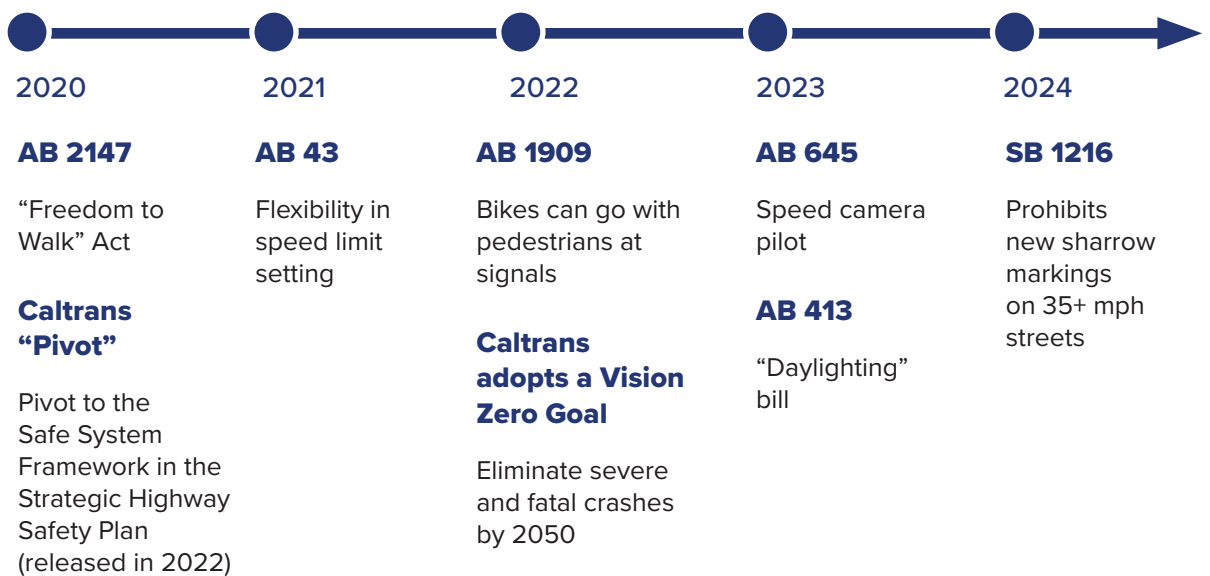 2020
AB 2147
“Freedom to
Walk” Act
Caltrans
“Pivot”
Pivot to the
Safe System
Framework in the
Strategic Highway
Safety Plan
(released in 2022)
2021
AB 43
Flexibility in
speed limit
setting
2022
AB 1909
Bikes can go with
pedestrians at
signals
Caltrans
adopts a Vision
Zero Goal
Eliminate severe
and fatal crashes
by 2050
2023
AB 645
Speed camera
pilot
AB 413
“Daylighting”
bill
2024
SB 1216
Prohibits
new sharrow
markings
on 35+ mph
streets